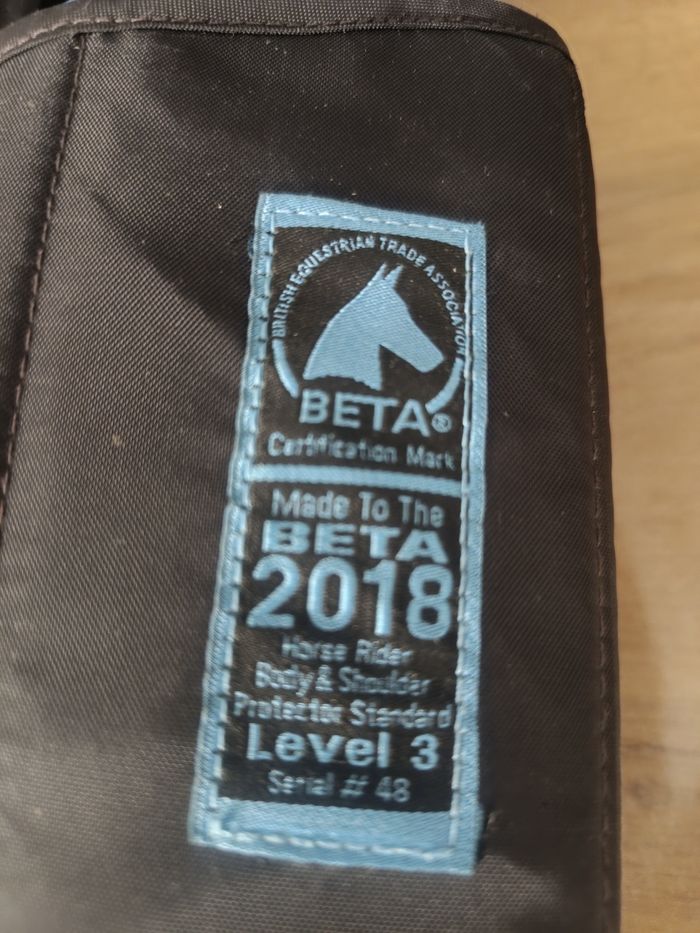 BRITISH EQUESTRIAN TRADE ASSOCIATION
BETA®
Certification Mark
Made To The
BETA
2018
Horse Rider
Body & Shoulder
Protector Standard
Level 3
Serial # 48